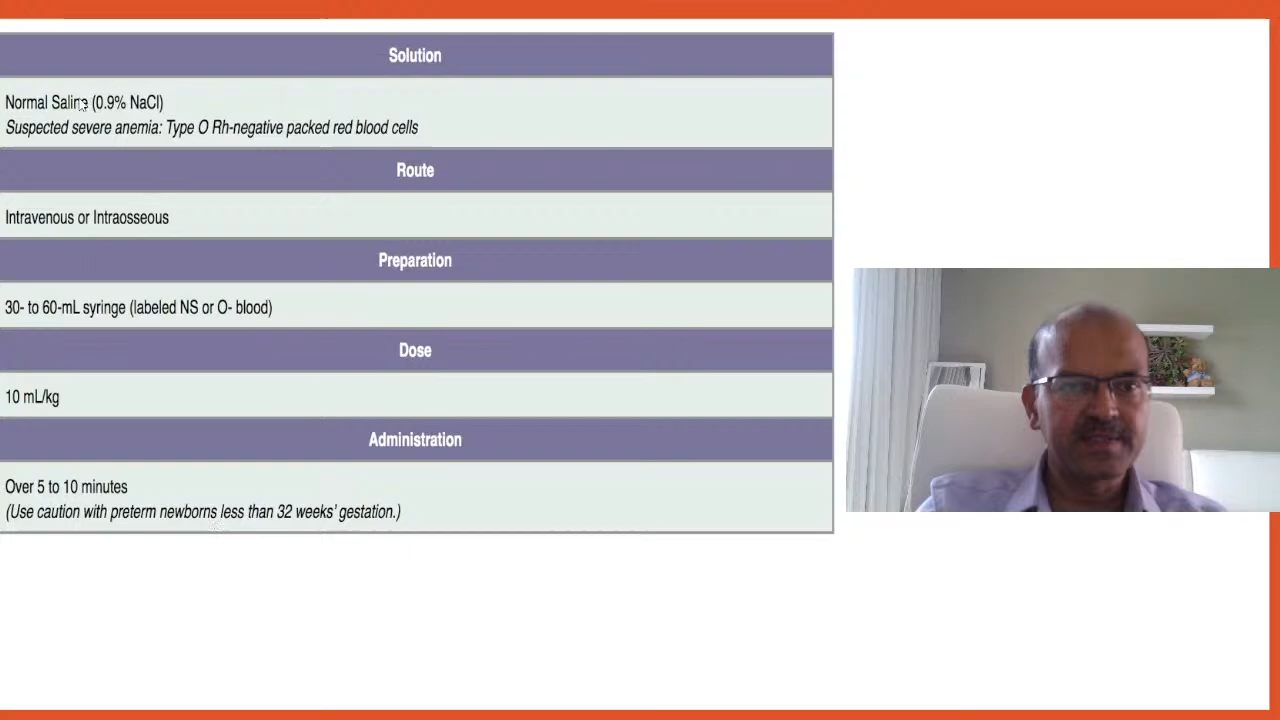 Solution
Normal Saline (0.9% NaCl)
Suspected severe anemia: Type O Rh-negative packed red blood cells
Route
Intravenous or Intraosseous
Preparation
30- to 60-mL syringe (labeled NS or O- blood)
Dose
10 mL/kg
Administration
Over 5 to 10 minutes
(Use caution with preterm newborns less than 32 weeks' gestation.)